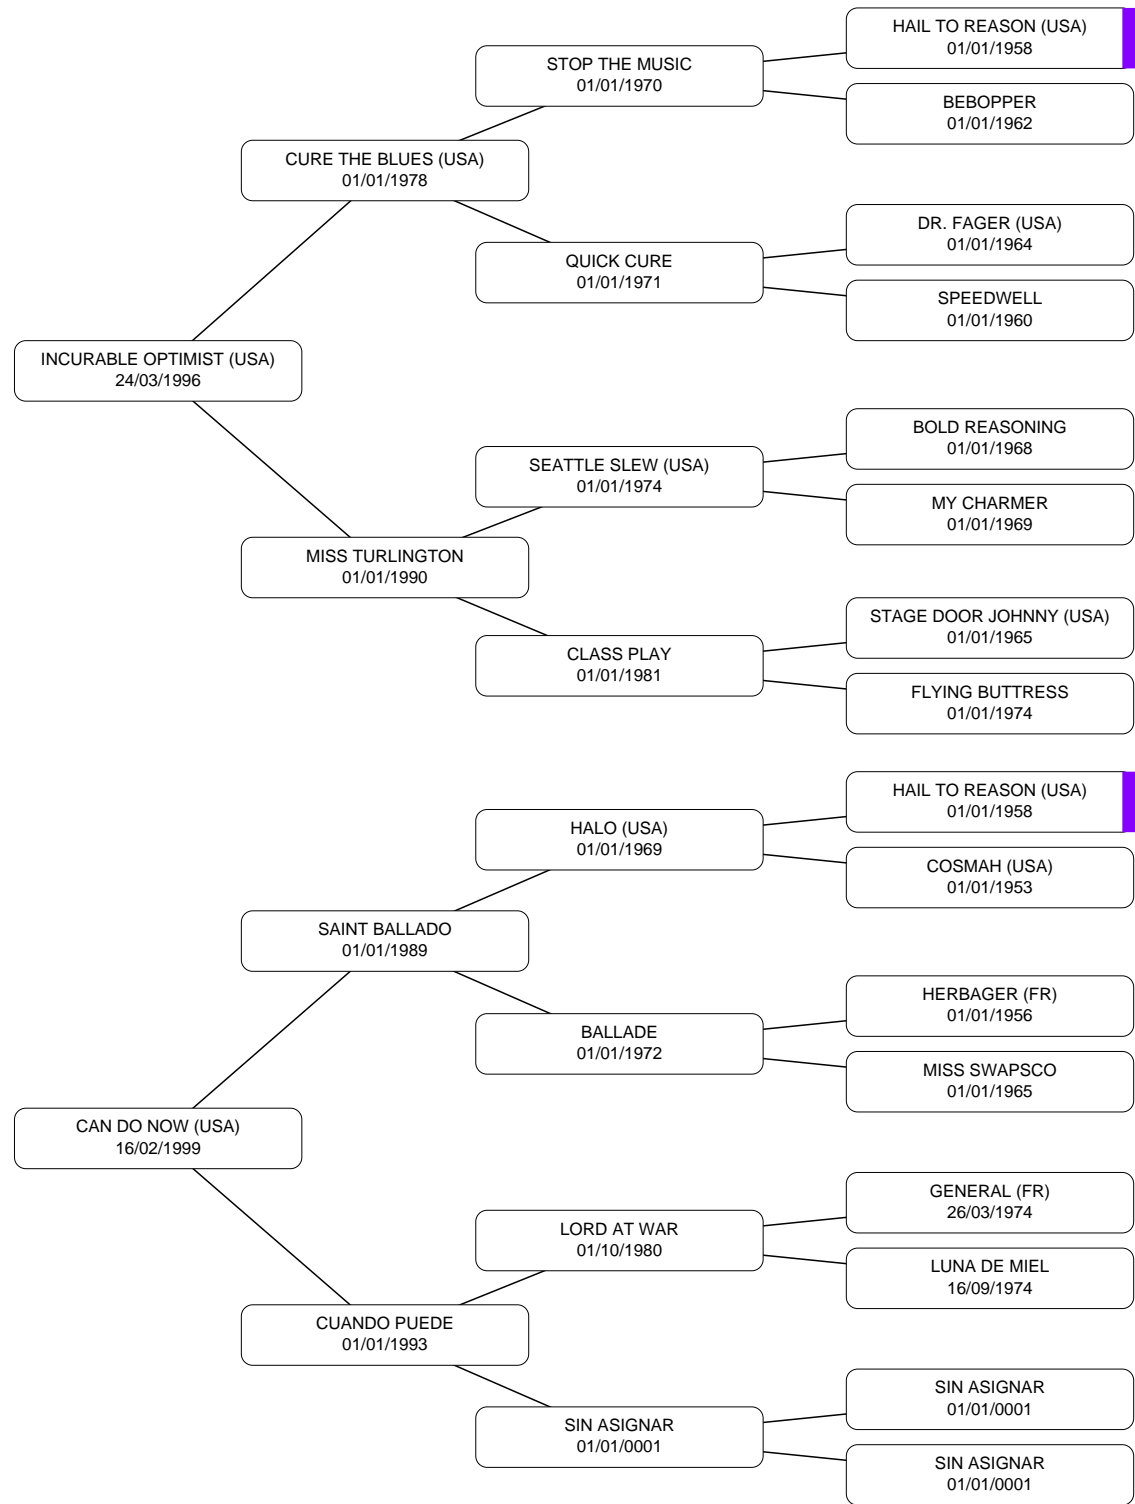 HAIL TO REASON (USA)
01/01/1958
STOP THE MUSIC
01/01/1970
BEBOPPER
01/01/1962
CURE THE BLUES (USA)
01/01/1978
DR. FAGER (USA)
01/01/1964
QUICK CURE
01/01/1971
SPEEDWELL
01/01/1960
INCURABLE OPTIMIST (USA)
24/03/1996
BOLD REASONING
01/01/1968
SEATTLE SLEW (USA)
01/01/1974
MY CHARMER
01/01/1969
MISS TURLINGTON
01/01/1990
STAGE DOOR JOHNNY (USA)
01/01/1965
CLASS PLAY
01/01/1981
FLYING BUTTRESS
01/01/1974
HAIL TO REASON (USA)
01/01/1958
HALO (USA)
01/01/1969
COSMAH (USA)
01/01/1953
SAINT BALLADO
01/01/1989
HERBAGER (FR)
01/01/1956
BALLADE
01/01/1972
MISS SWAPSCO
01/01/1965
CAN DO NOW (USA)
16/02/1999
GENERAL (FR)
26/03/1974
LORD AT WAR
01/10/1980
LUNA DE MIEL
16/09/1974
CUANDO PUEDE
01/01/1993
SIN ASIGNAR
01/01/0001
SIN ASIGNAR
01/01/0001
SIN ASIGNAR
01/01/0001